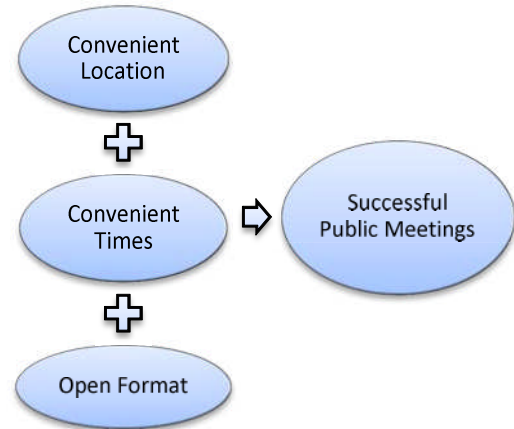 Convenient
Location
Convenient
Times
Open Format
Successful
Public Meetings